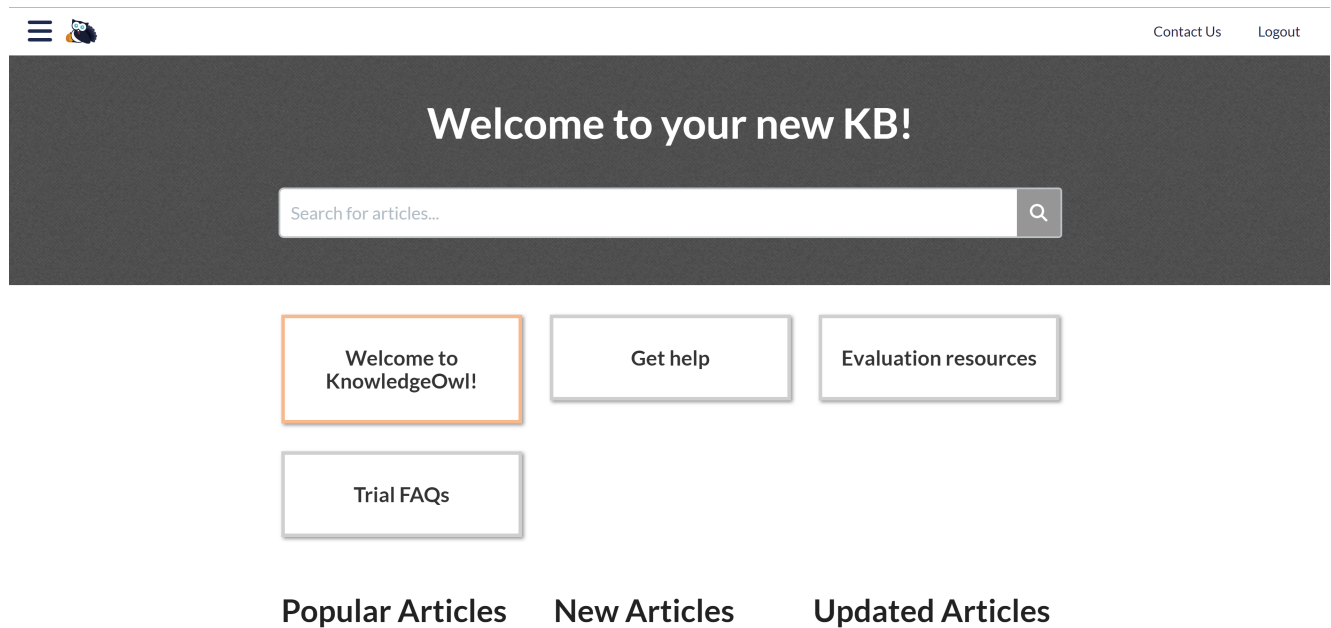 Contact Us Logout
Welcome to your new KB!
Search for articles...
Welcome to
KnowledgeOwl!
Get help
Evaluation resources
Trial FAQs
Popular Articles
New Articles
Updated Articles